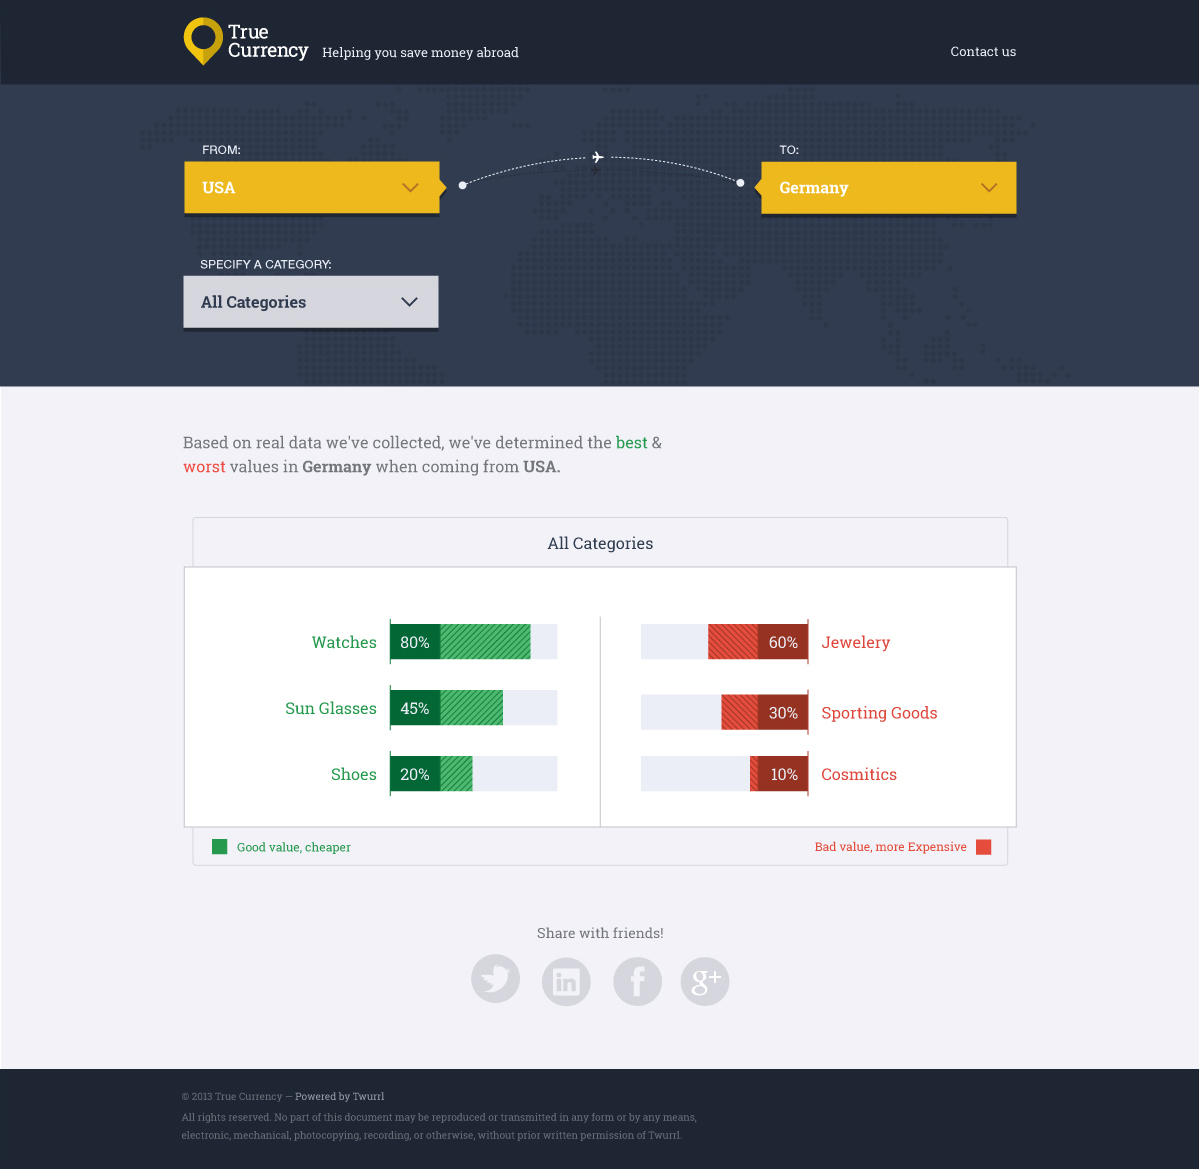 True
Currency
Helping you save money abroad
Contact us
FROM:
USA
TO:
Germany
SPECIFY A CATEGORY:
All Categories
Based on real data we've collected, we've determined the best &
worst values in Germany when coming from USA.
All Categories
Watches 80%
60% Jewelery
Sun Glasses 45%
30% Sporting Goods
Shoes 20%
10% Cosmitics
Good value, cheaper
Bad value, more Expensive
Share with friends!
in
f
g+
© 2013 True Currency — Powered by Twurrl
All rights reserved. No part of this document may be reproduced or transmitted in any form or by any means,
electronic, mechanical, photocopying, recording, or otherwise, without prior written permission of Twurrl.